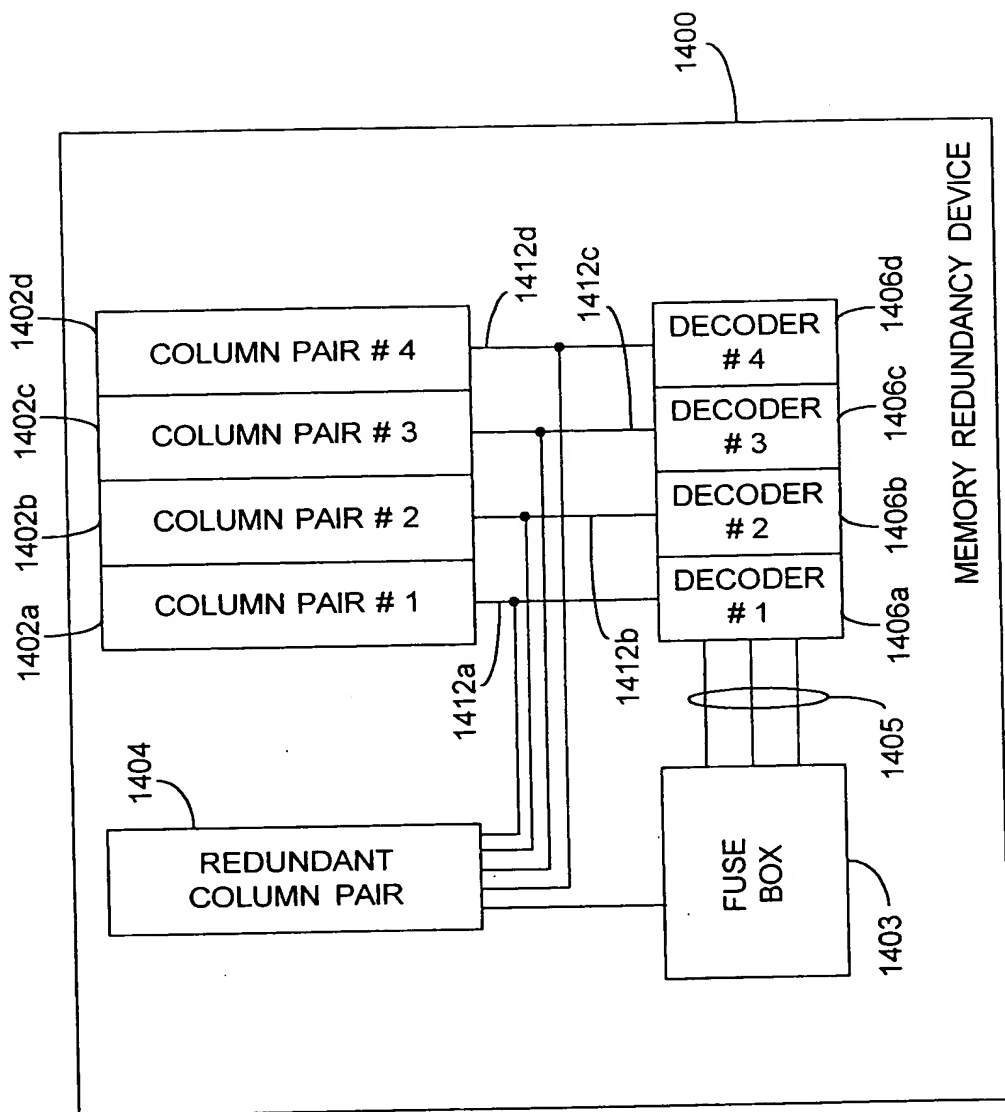 1400
1402a
1402b
1402c
1402d
COLUMN PAIR # 1
COLUMN PAIR # 2
COLUMN PAIR # 3
COLUMN PAIR # 4
1404
REDUNDANT
COLUMN PAIR
1412a
1412b
1412c
1412d
DECODER
# 1
DECODER
# 2
DECODER
# 3
DECODER
# 4
1406a
1406b
1406c
1406d
1405
FUSE
BOX
1403
MEMORY REDUNDANCY DEVICE